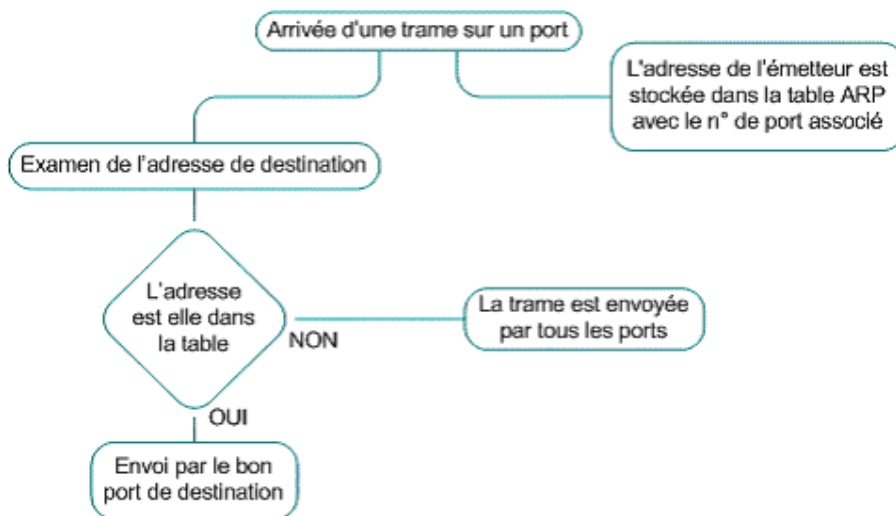 Arrivée d'une trame sur un port
L'adresse de l'émetteur est
stockée dans la table ARP
avec le n° de port associé
Examen de l'adresse de destination
L'adresse
est elle dans
la table
NON
La trame est envoyée
par tous les ports
OUI
Envoi par le bon
port de destination